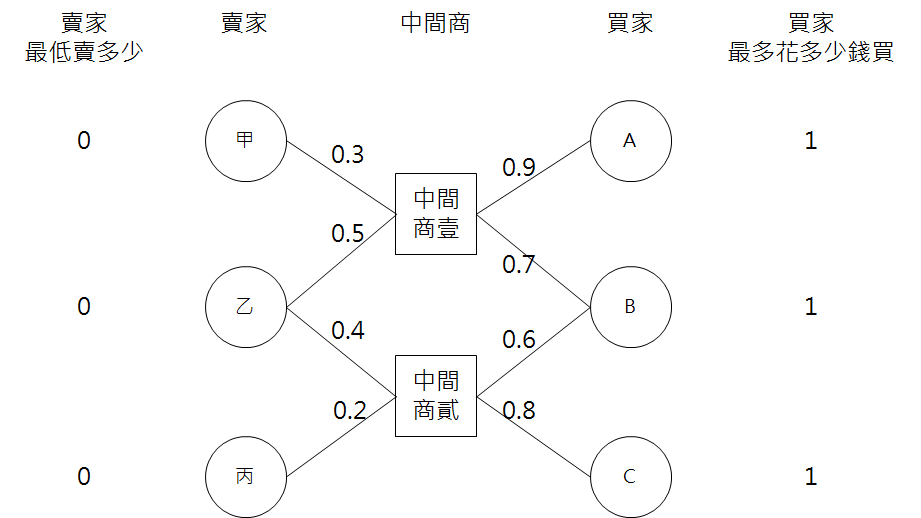 賣家
最低賣多少
賣家
中間商
買家
買家
最多花多少錢買
0
甲
0.3
0.9
A
1
中間
商壹
0.5
0.7
0
乙
B
1
0.4
0.6
中間
商貳
0.2
0.8
0
丙
C
1